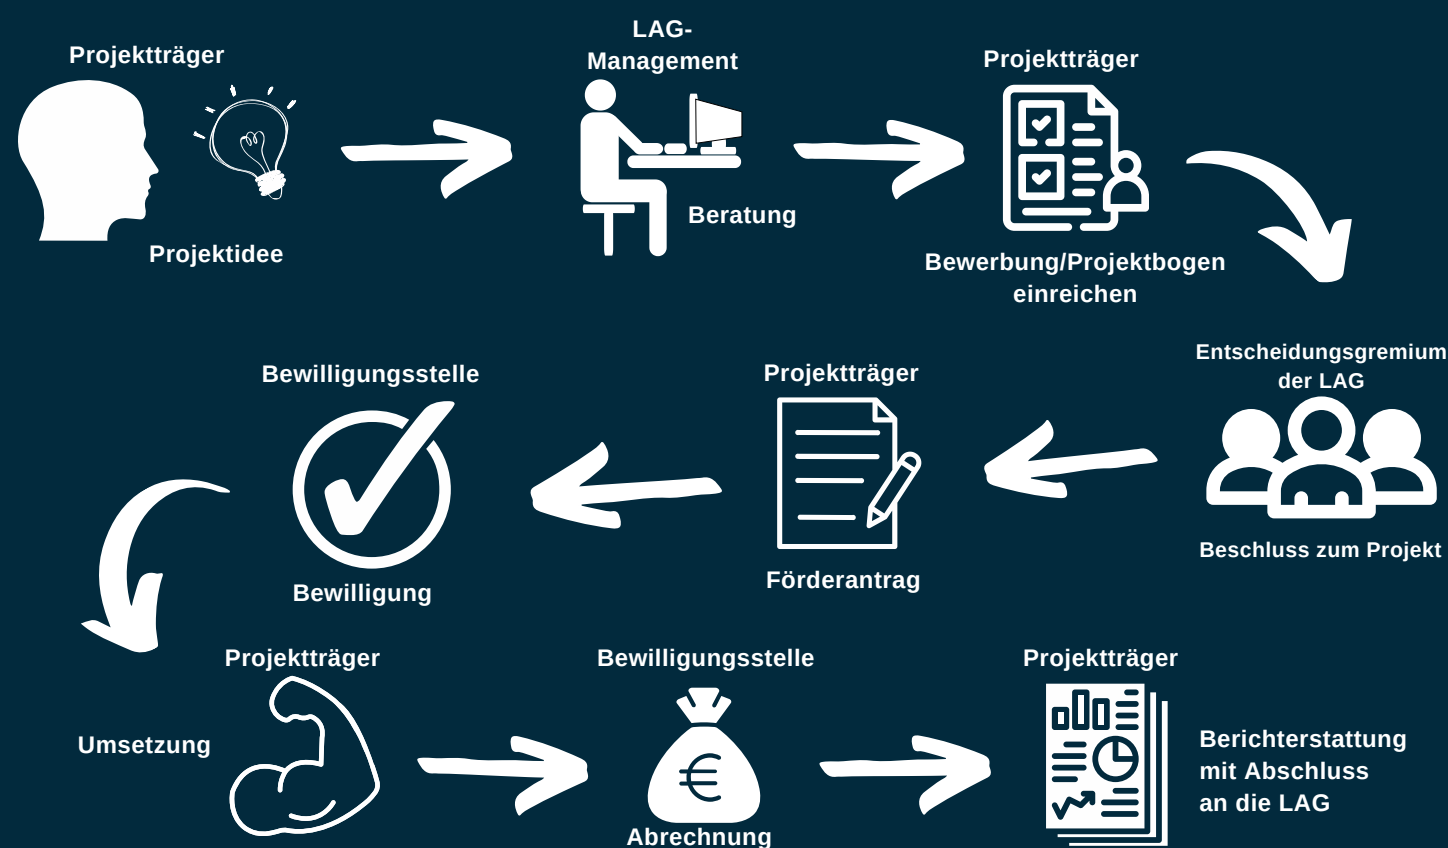 Projektträger
Projektidee
LAG-
Management
Beratung
Projektträger
Bewerbung/Projektbogen
einreichen
Entscheidungsgremium
der LAG
Beschluss zum Projekt
Projektträger
Förderantrag
Bewilligungsstelle
Bewilligung
Projektträger
Umsetzung
Bewilligungsstelle
Abrechnung
Projektträger
Berichterstattung
mit Abschluss
an die LAG